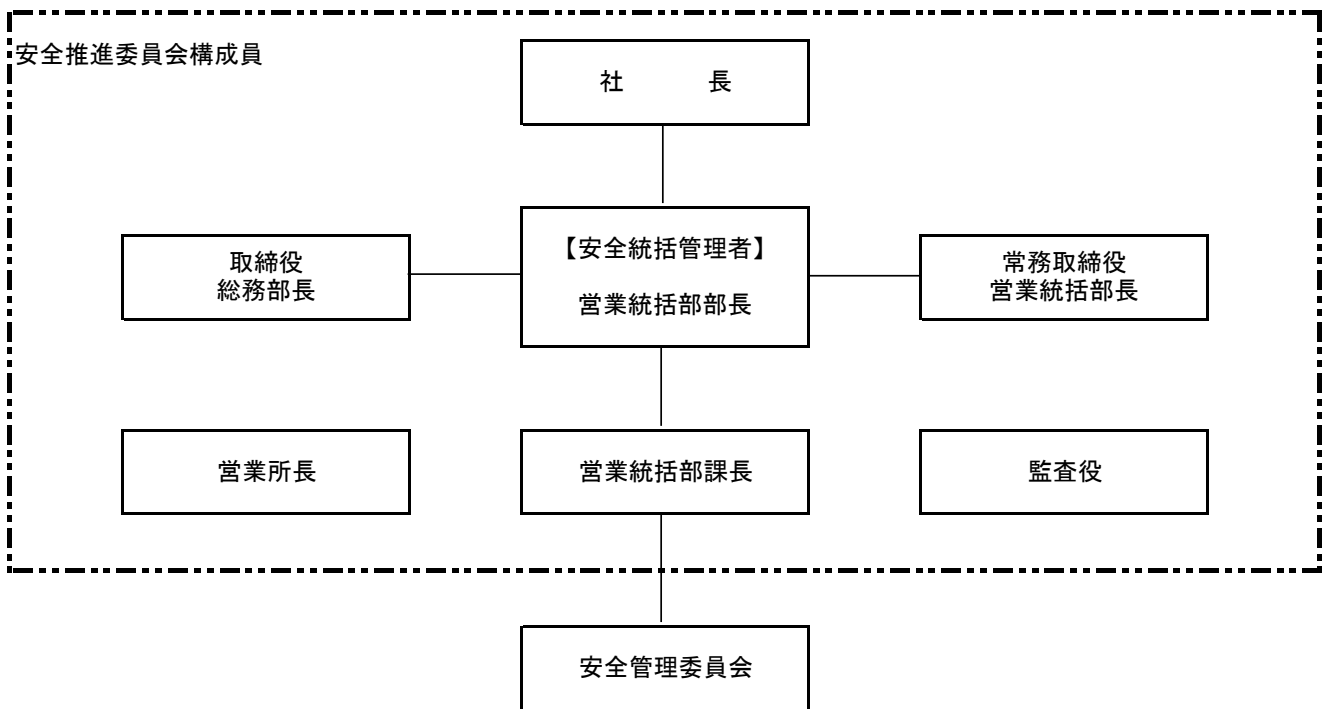 安全推進委員会構成員
社　　　長
【安全統括管理者】
営業統括部部長
取締役
総務部長
常務取締役
営業統括部長
営業所長
営業統括部課長
監査役
安全管理委員会